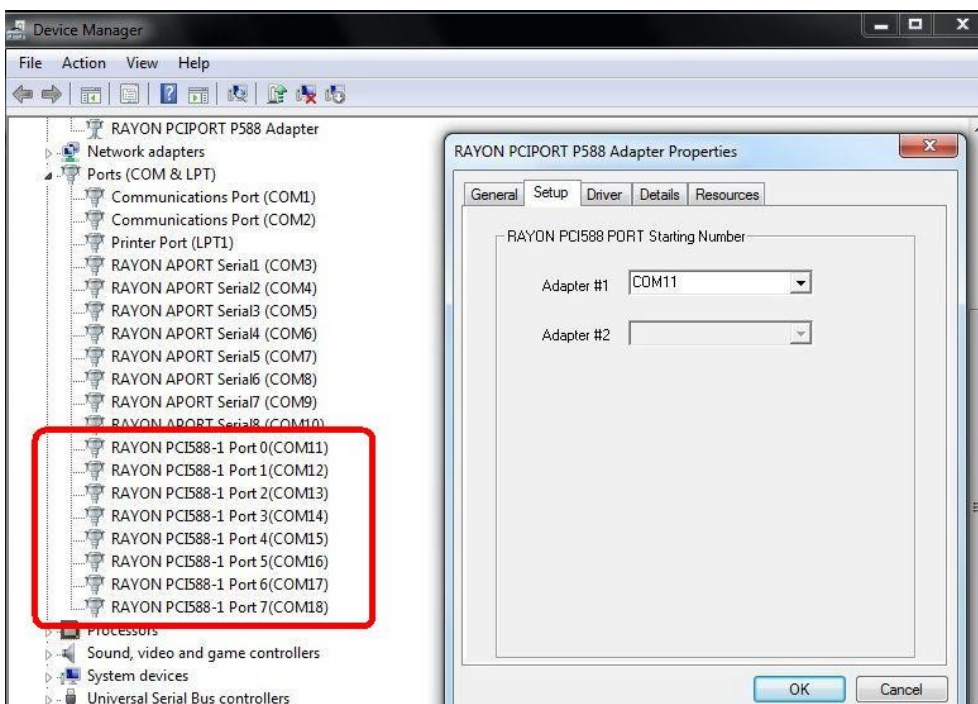 Device Manager
File Action View Help
RAYON PCIPORT P588 Adapter
Network adapters
Ports (COM & LPT)
Communications Port (COM1)
Communications Port (COM2)
Printer Port (LPT1)
RAYON APORT Serial1 (COM3)
RAYON APORT Serial2 (COM4)
RAYON APORT Serial3 (COM5)
RAYON APORT Serial4 (COM6)
RAYON APORT Serial5 (COM7)
RAYON APORT Serial6 (COM8)
RAYON APORT Serial7 (COM9)
RAYON APORT Serial8 (COM10)
RAYON PCI588-1 Port 0(COM11)
RAYON PCI588-1 Port 1(COM12)
RAYON PCI588-1 Port 2(COM13)
RAYON PCI588-1 Port 3(COM14)
RAYON PCI588-1 Port 4(COM15)
RAYON PCI588-1 Port 5(COM16)
RAYON PCI588-1 Port 6(COM17)
RAYON PCI588-1 Port 7(COM18)
Processors
Sound, video and game controllers
System devices
Universal Serial Bus controllers
RAYON PCIPORT P588 Adapter Properties
General Setup Driver Details Resources
RAYON PCI588 PORT Starting Number
Adapter #1 COM11
Adapter #2
OK Cancel